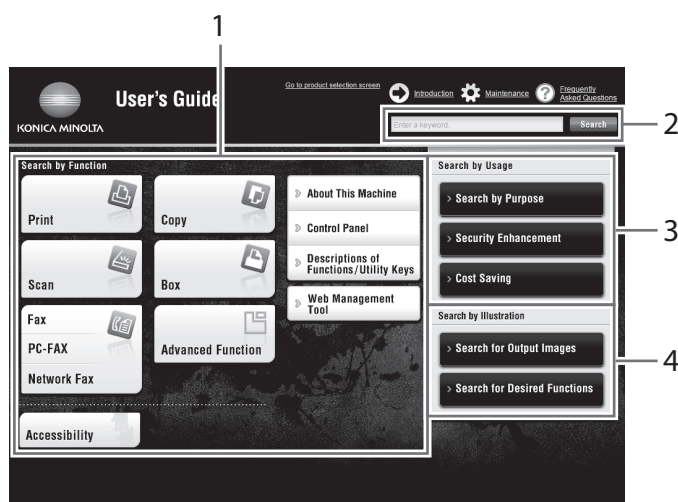 1
Go to product selection screen
Introduction
Maintenance
Frequently
Asked Questions
User's Guide
KONICA MINOLTA
Enter a keyword.
Search
2
Search by Function
Print
Copy
Scan
Box
Fax
PC-FAX
Network Fax
Advanced Function
Accessibility
» About This Machine
» Control Panel
» Descriptions of
Functions/Utility Keys
» Web Management
Tool
Search by Usage
> Search by Purpose
> Security Enhancement
> Cost Saving
3
Search by Illustration
> Search for Output Images
> Search for Desired Functions
4